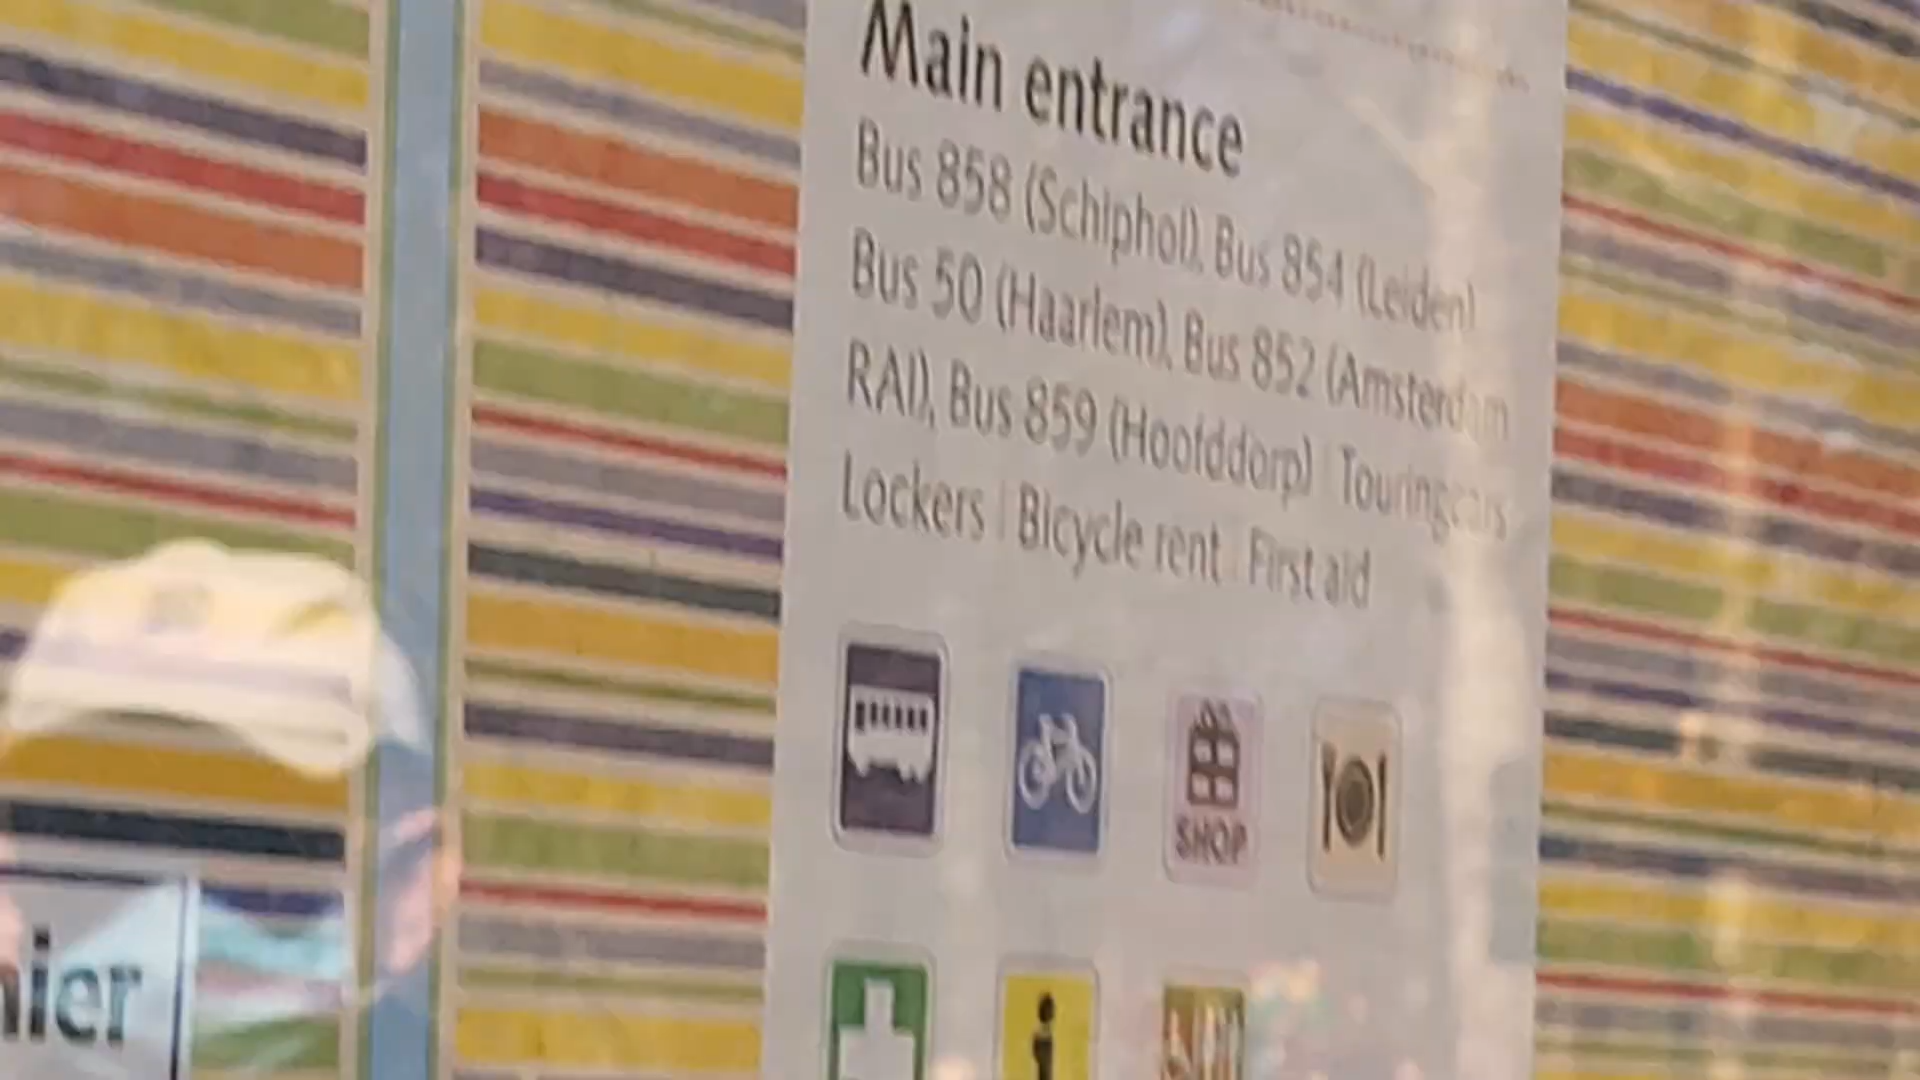 Main entrance
Bus 858 (Schiphol), Bus 854 (Leiden)
Bus 50 (Haarlem), Bus 852 (Amsterdam
RAI), Bus 859 (Hoofddorp) | Touringcars
Lockers | Bicycle rent | First aid
SHOP
nier